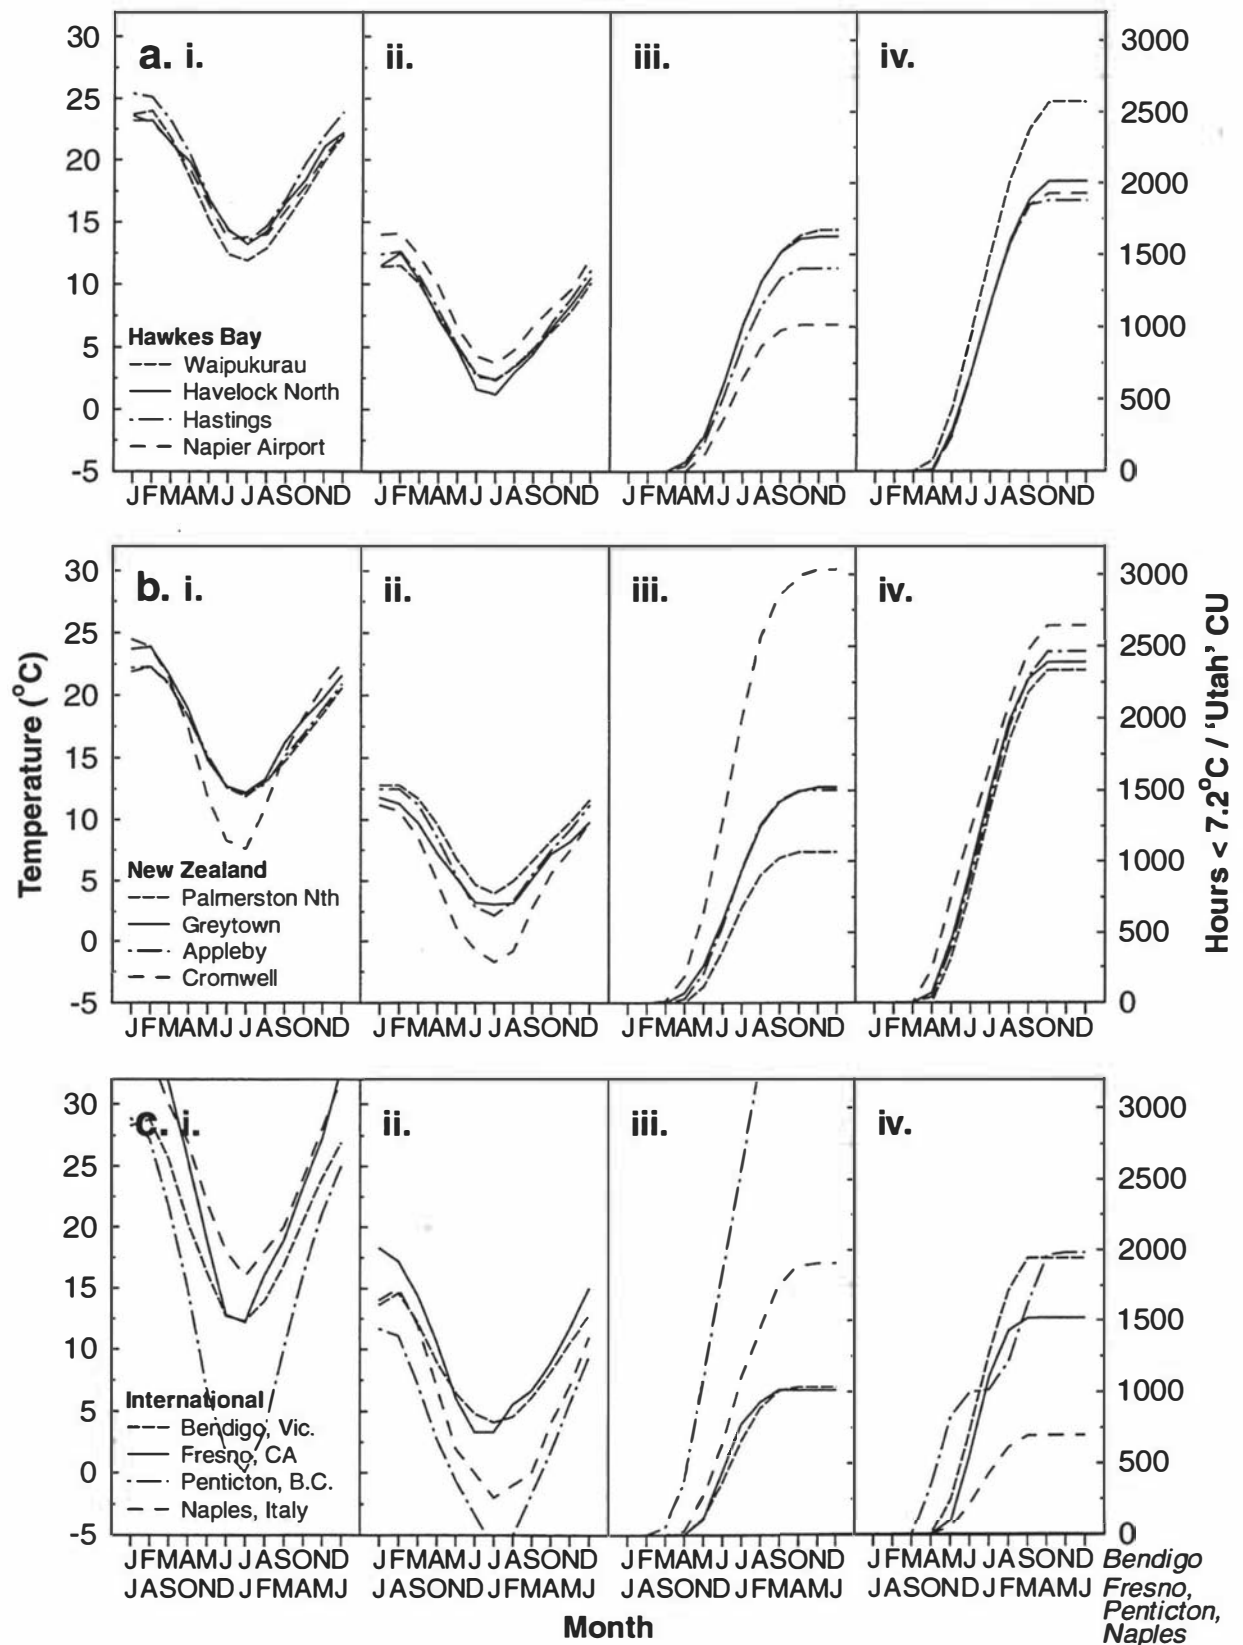 a. i.
ii.
iii.
iv.
30
25
20
15
10
5
0
-5
3000
2500
2000
1500
1000
500
0
Hawkes Bay
Waipukurau
Havelock North
Hastings
Napier Airport
JFMAMJJASOND JFMAMJJASOND JFMAMJJASOND JFMAMJJASOND
b. i.
ii.
iii.
iv.
30
25
20
15
10
5
0
-5
3000
2500
2000
1500
1000
500
0
Temperature (°C)
Hours < 7.2°C / 'Utah' CU
New Zealand
Palmerston Nth
Greytown
Appleby
Cromwell
JFMAMJJASOND JFMAMJJASOND JFMAMJJASOND JFMAMJJASOND
c. i.
ii.
iii.
iv.
30
25
20
15
10
5
0
-5
3000
2500
2000
1500
1000
500
0
International
Bendigo, Vic.
Fresno, CA
Penticton, B.C.
Naples, Italy
JFMAMJJASOND JFMAMJJASOND JFMAMJJASOND JFMAMJJASOND Bendigo
JASONDJFMAMJ JASONDJFMAMJ JASONDJFMAMJ JASONDJFMAMJ Fresno,
Penticton,
Naples
Month